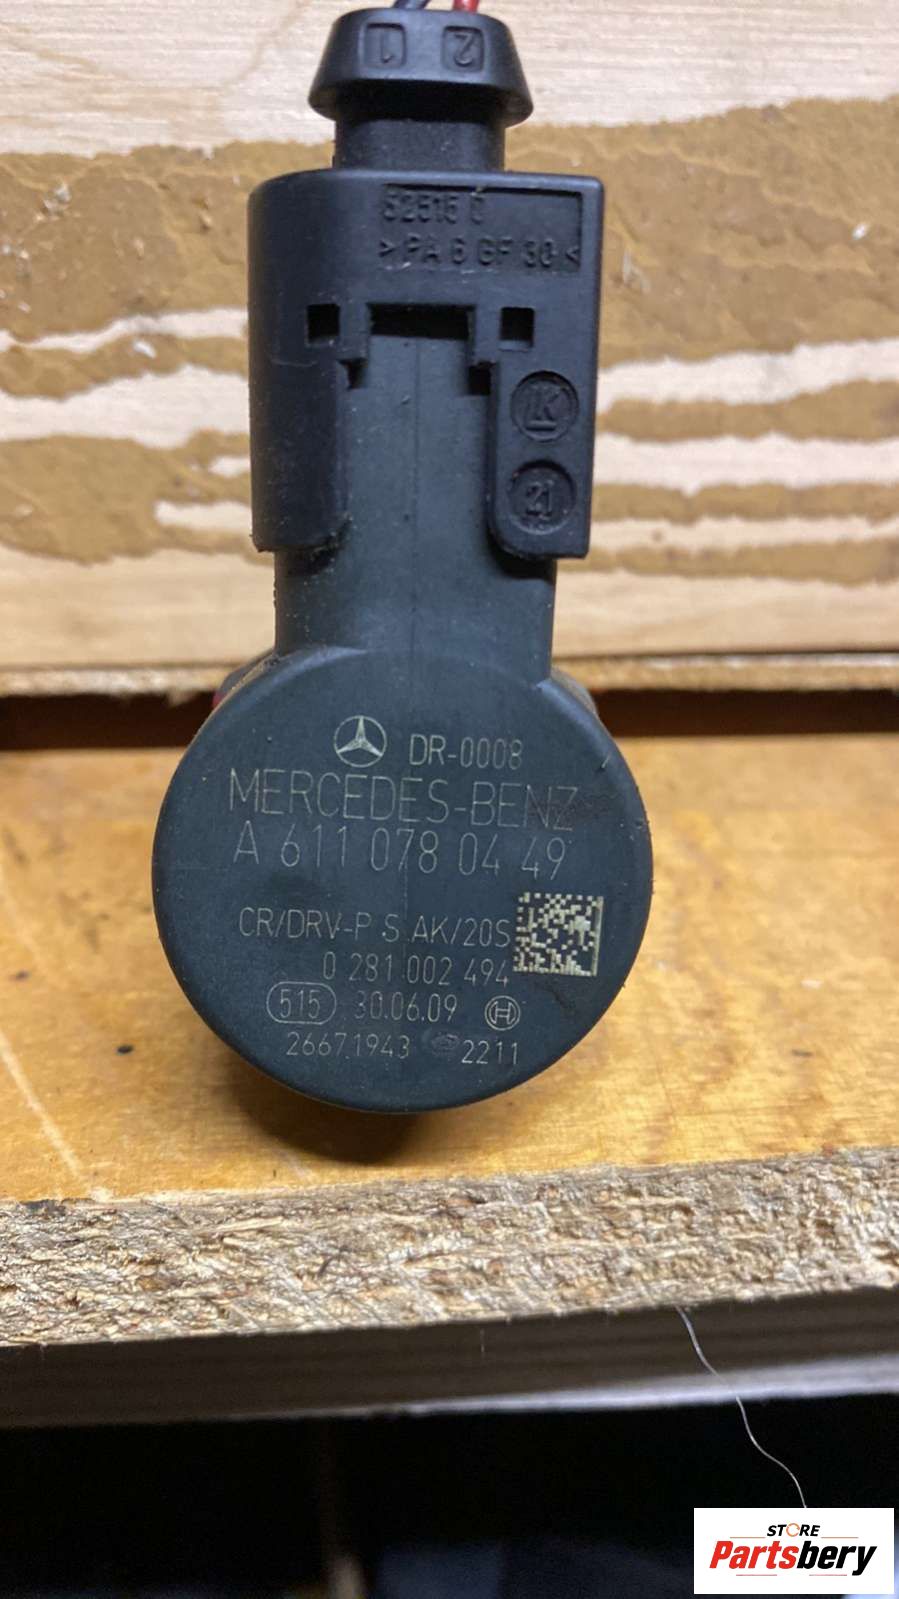 1 2
52515 C
>PA 6 GF 30<
LK
21
DR-0008
MERCEDES-BENZ
A 611 078 04 49
CR/DRV-P S AK/20S
0 281 002 494
515 30.06.09
26671943 2211
STORE
Partsbery